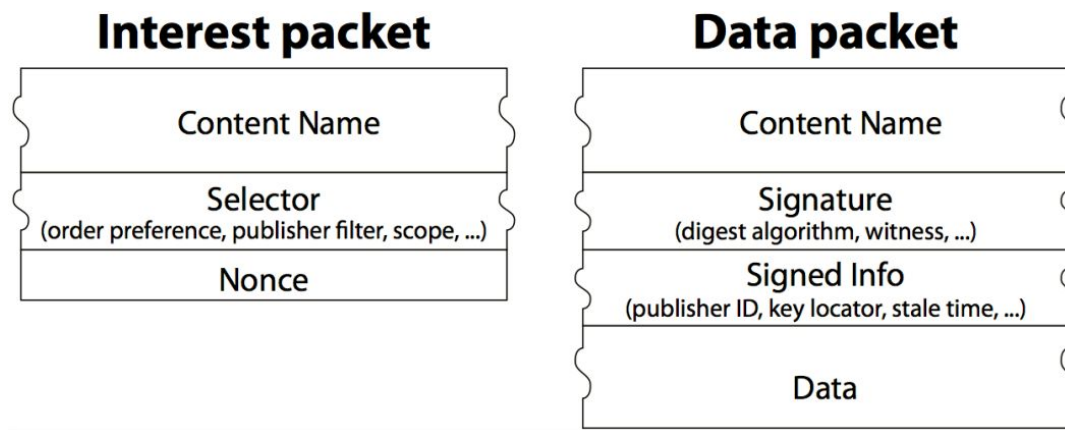 Interest packet
Content Name
Selector
(order preference, publisher filter, scope, ...)
Nonce
Data packet
Content Name
Signature
(digest algorithm, witness, ...)
Signed Info
(publisher ID, key locator, stale time, ...)
Data